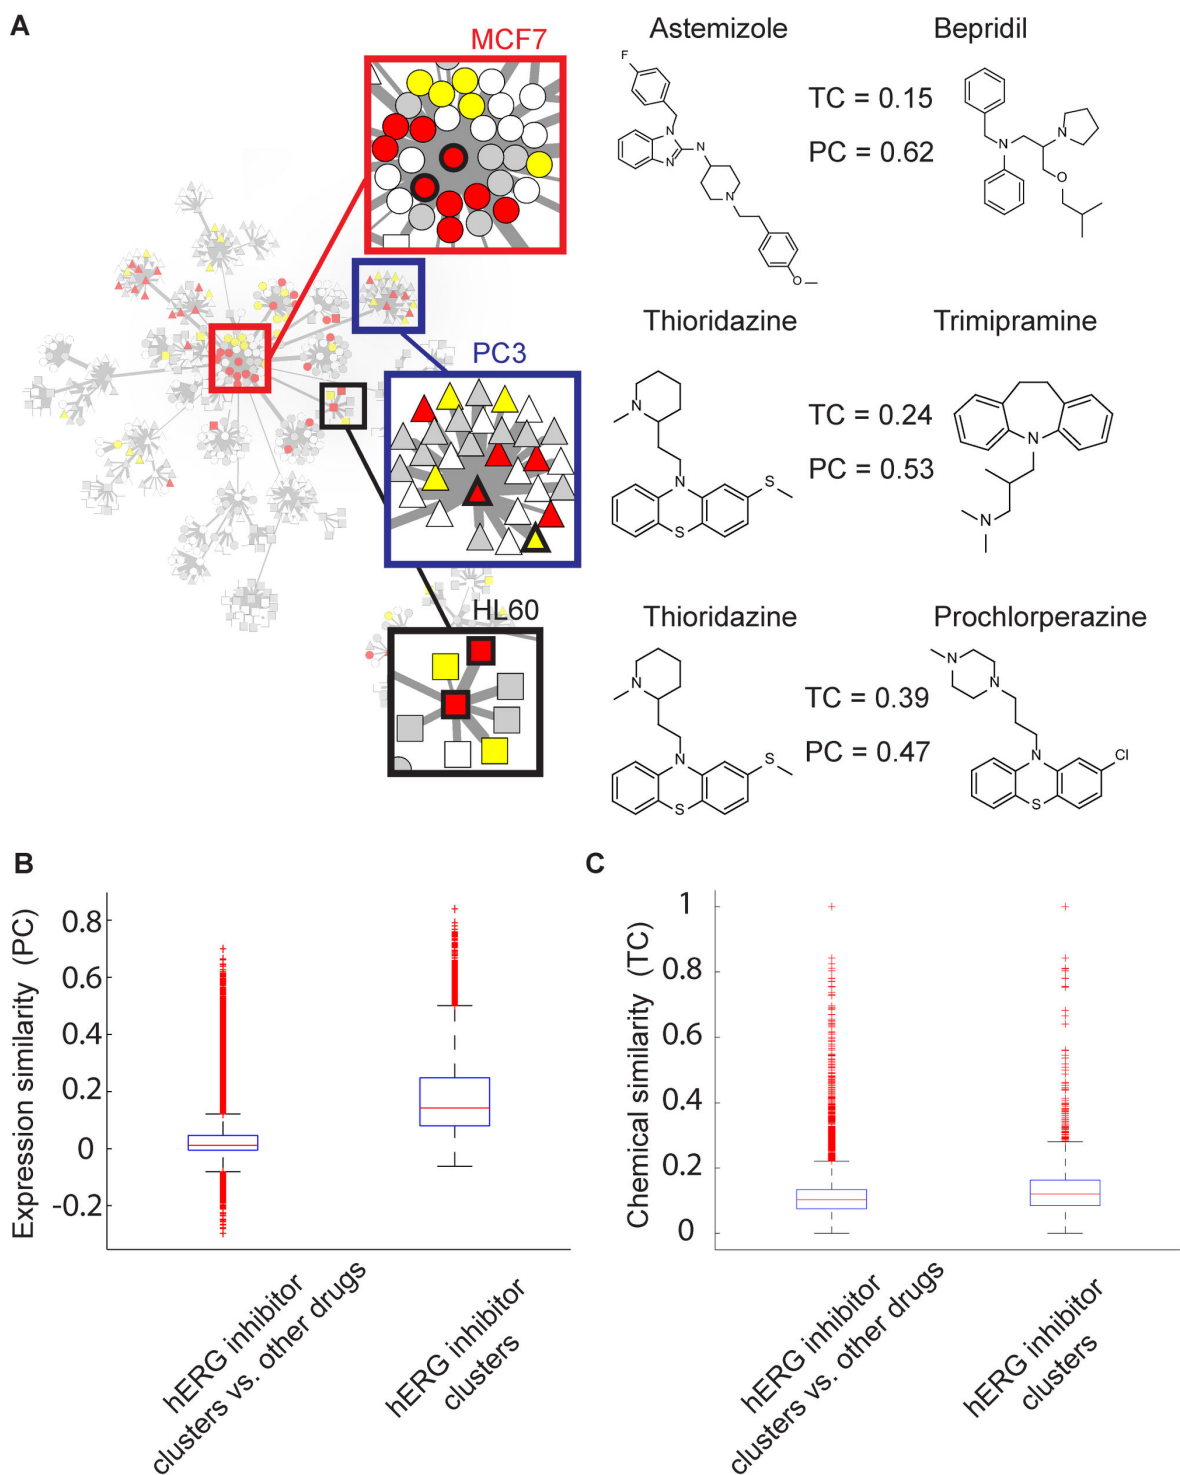 A
MCF7
PC3
HL60
Astemizole
Bepridil
TC = 0.15
PC = 0.62
F
N
N
N
N
O
N
N
O
Thioridazine
Trimipramine
TC = 0.24
PC = 0.53
N
N
S
S
N
N
Thioridazine
Prochlorperazine
TC = 0.39
PC = 0.47
N
N
S
S
N
N
N
Cl
S
B
Expression similarity (PC)
0.8
0.6
0.4
0.2
0
-0.2
hERG inhibitor
clusters vs. other drugs
hERG inhibitor
clusters
C
Chemical similarity (TC)
1
0.8
0.6
0.4
0.2
0
hERG inhibitor
clusters vs. other drugs
hERG inhibitor
clusters